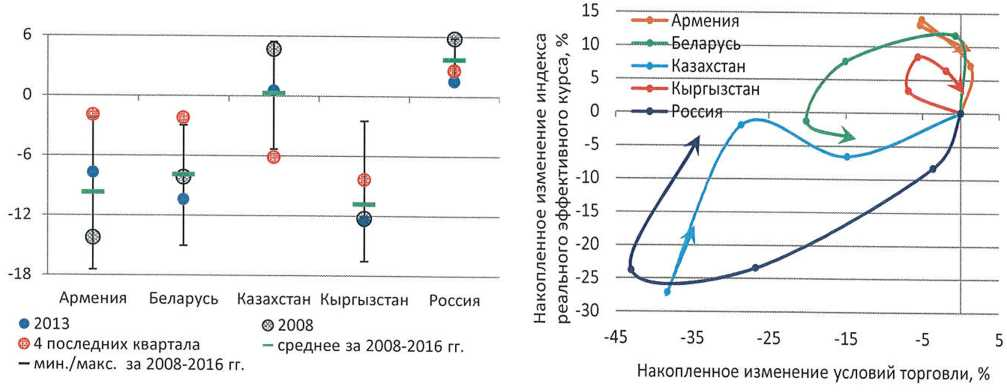 6
0
-6
-12
-18
Армения Беларусь Казахстан Кыргызстан Россия
2013 2008
4 последних квартала среднее за 2008-2016 гг.
мин./макс. за 2008-2016 гг.
Накопленное изменение индекса
реального эффективного курса, %
15
10
5
0
-5
-10
-15
-20
-25
-30
Армения
Беларусь
Казахстан
Кыргызстан
Россия
-45 -35 -25 -15 -5 5
Накопленное изменение условий торговли, %